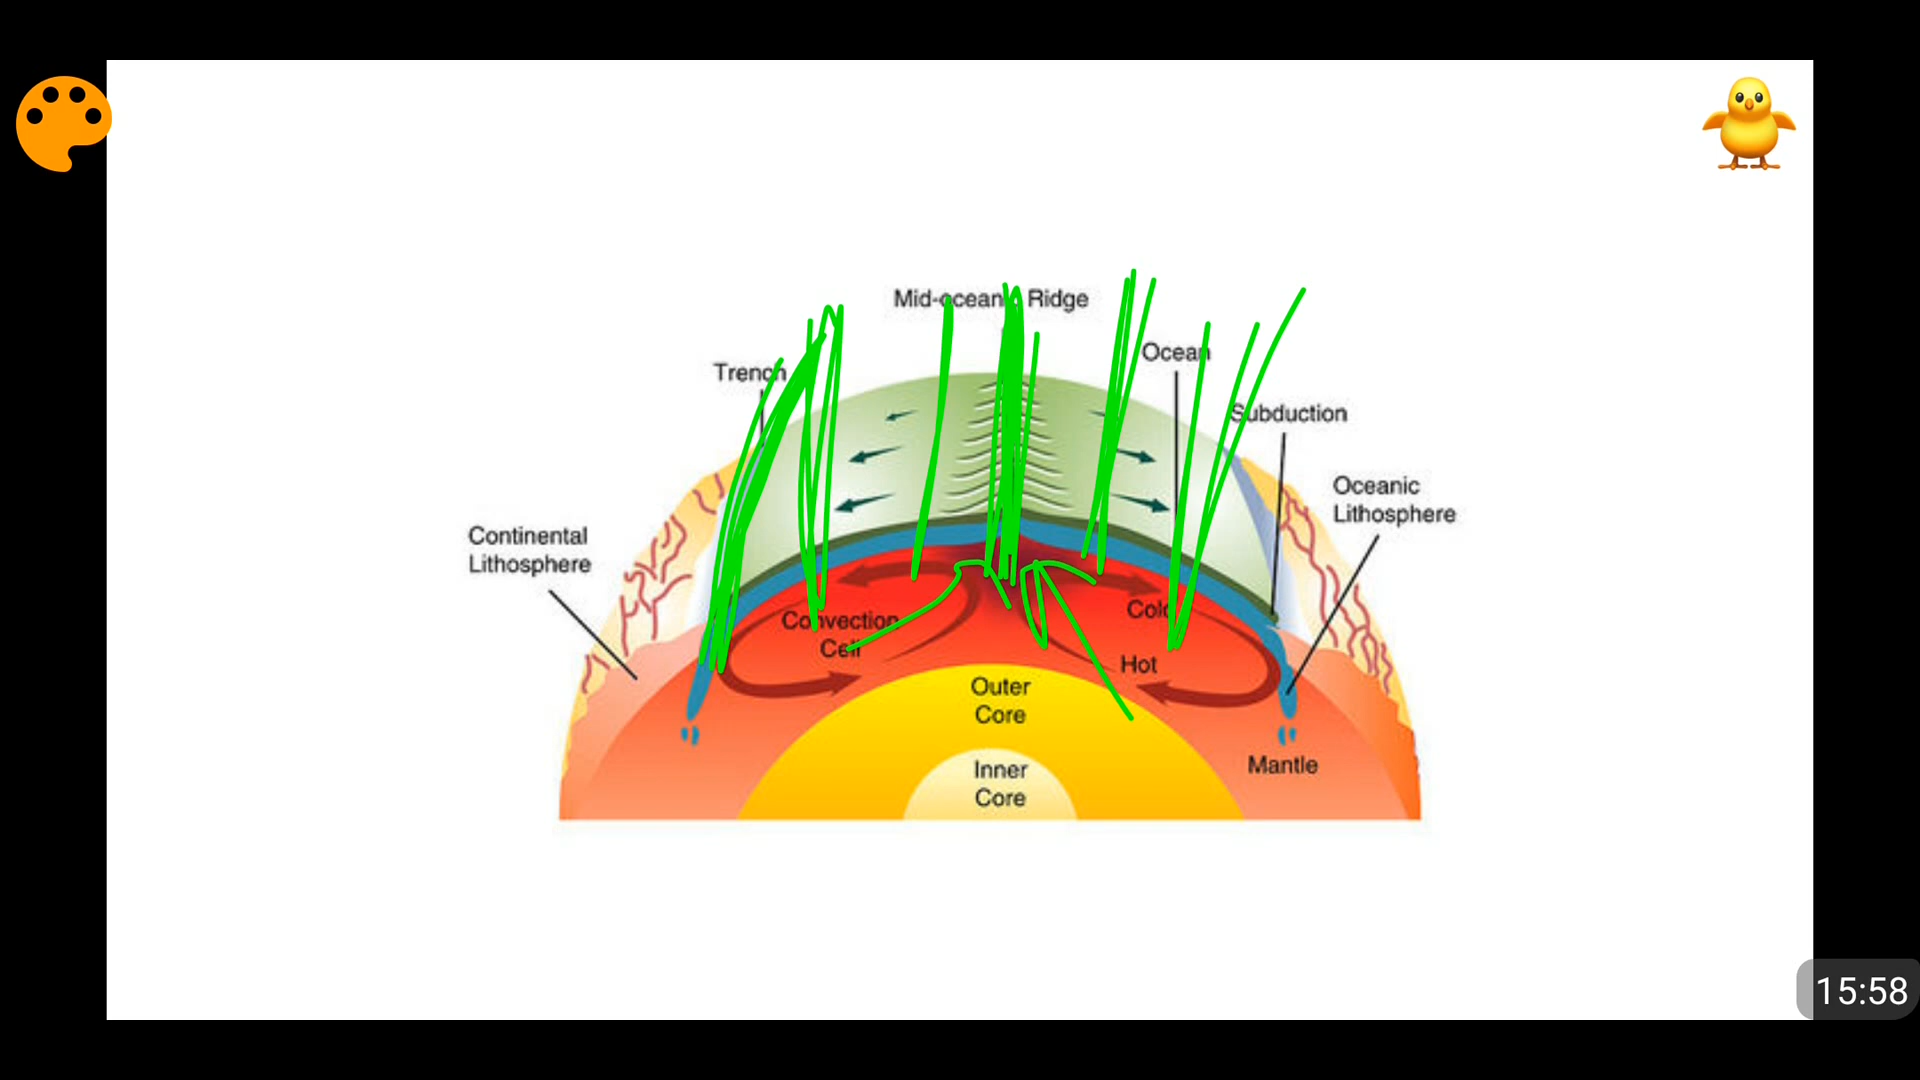 Mid-ocean Ridge
Ocean
Trench
Subduction
Oceanic
Lithosphere
Continental
Lithosphere
Convection
Cell
Cold
Hot
Outer
Core
Inner
Core
Mantle
15:58